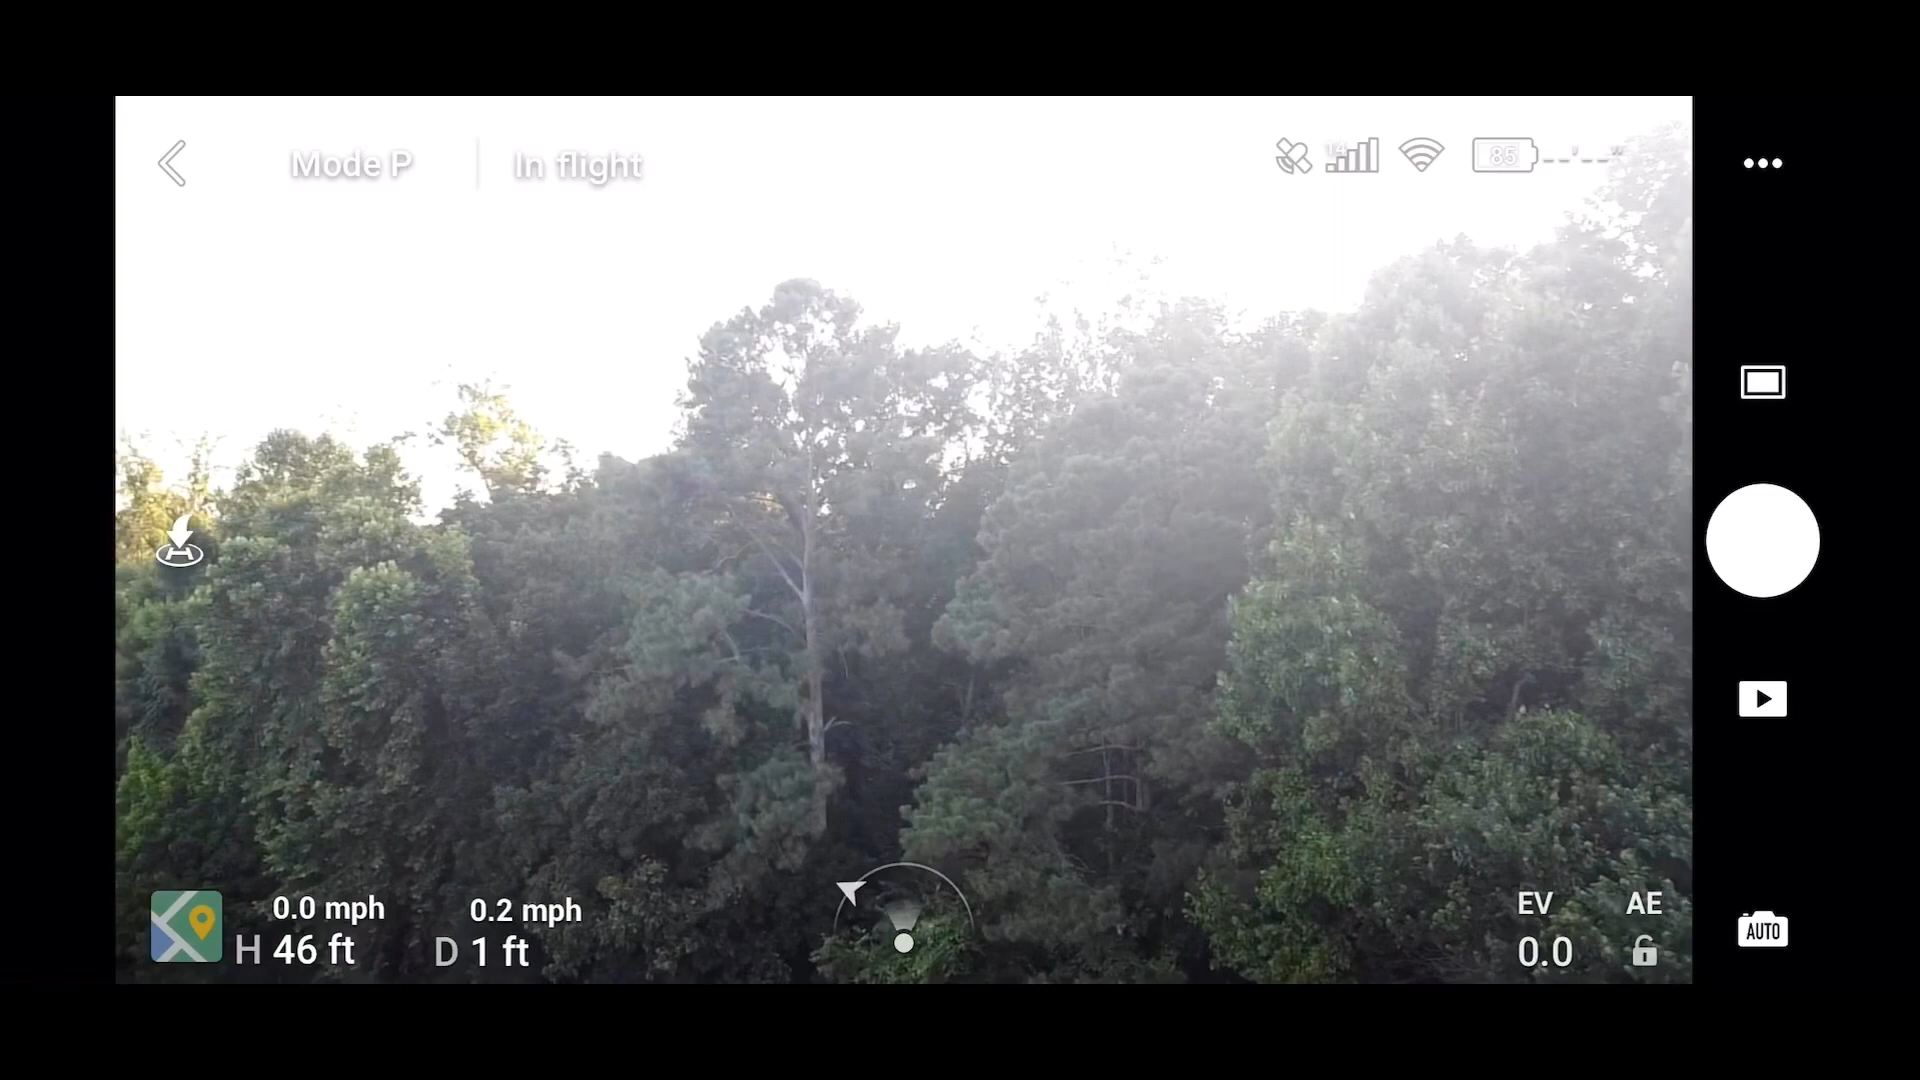 Mode P
In flight
14
85
0.0 mph
0.2 mph
H 46 ft
D 1 ft
EV
0.0
AE
AUTO